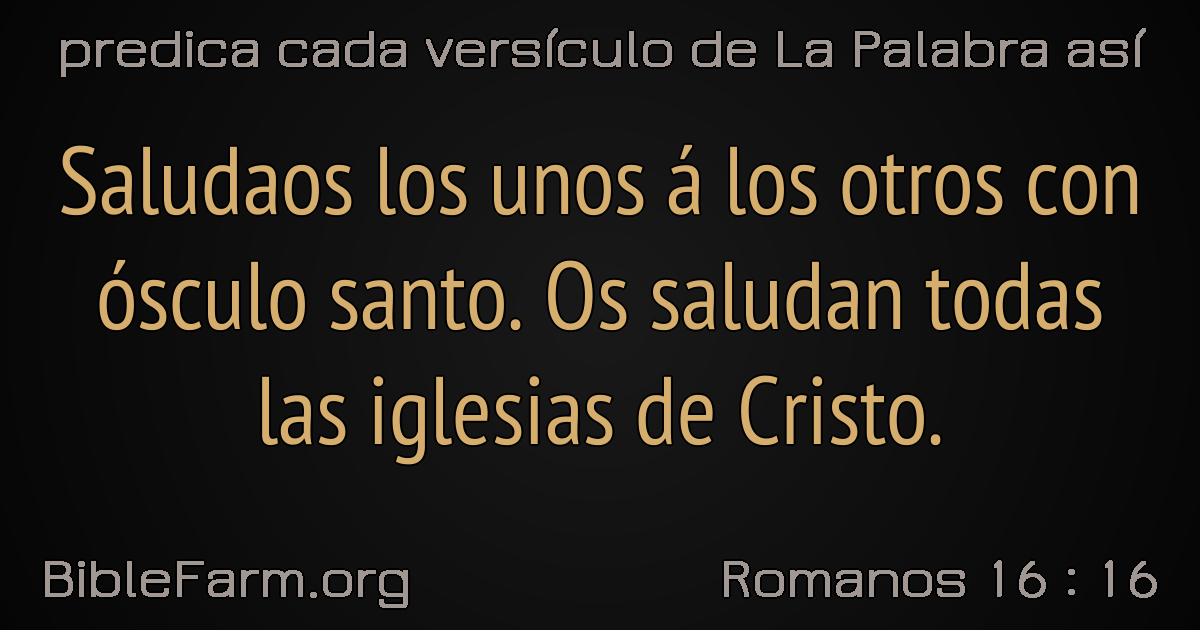 predica cada versículo de La Palabra así
Saludaos los unos á los otros con
ósculo santo. Os saludan todas
las iglesias de Cristo.
BibleFarm.org
Romanos 16 : 16